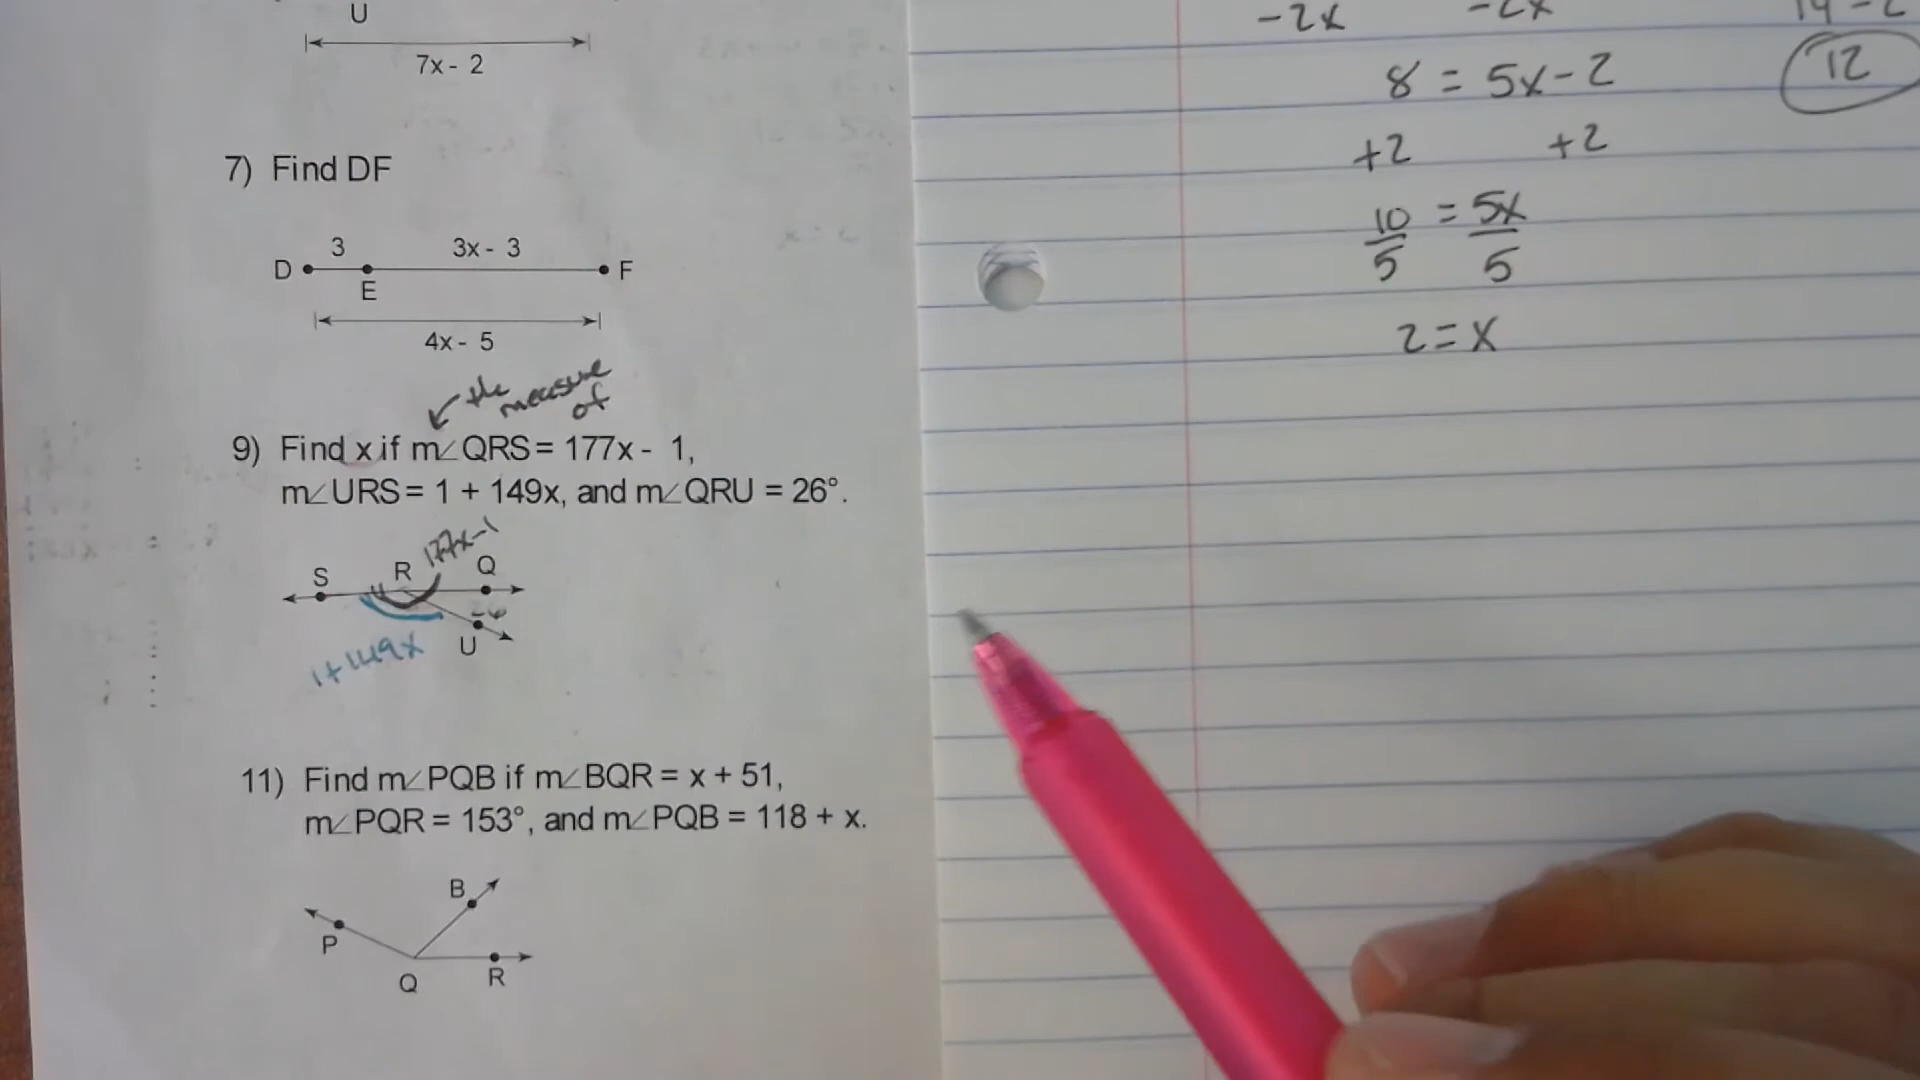 U
7x - 2
7) Find DF
3 3x - 3
D F
E
4x - 5
the
measure
of
9) Find x if m∠QRS = 177x - 1,
m∠URS = 1 + 149x, and m∠QRU = 26°.
177x-1
S R Q
U
1+149x
11) Find m∠PQB if m∠BQR = x + 51,
m∠PQR = 153°, and m∠PQB = 118 + x.
B
P
Q R
-2x -2x
8 = 5x-2
+2 +2
10 = 5x
5 5
2 = x
12